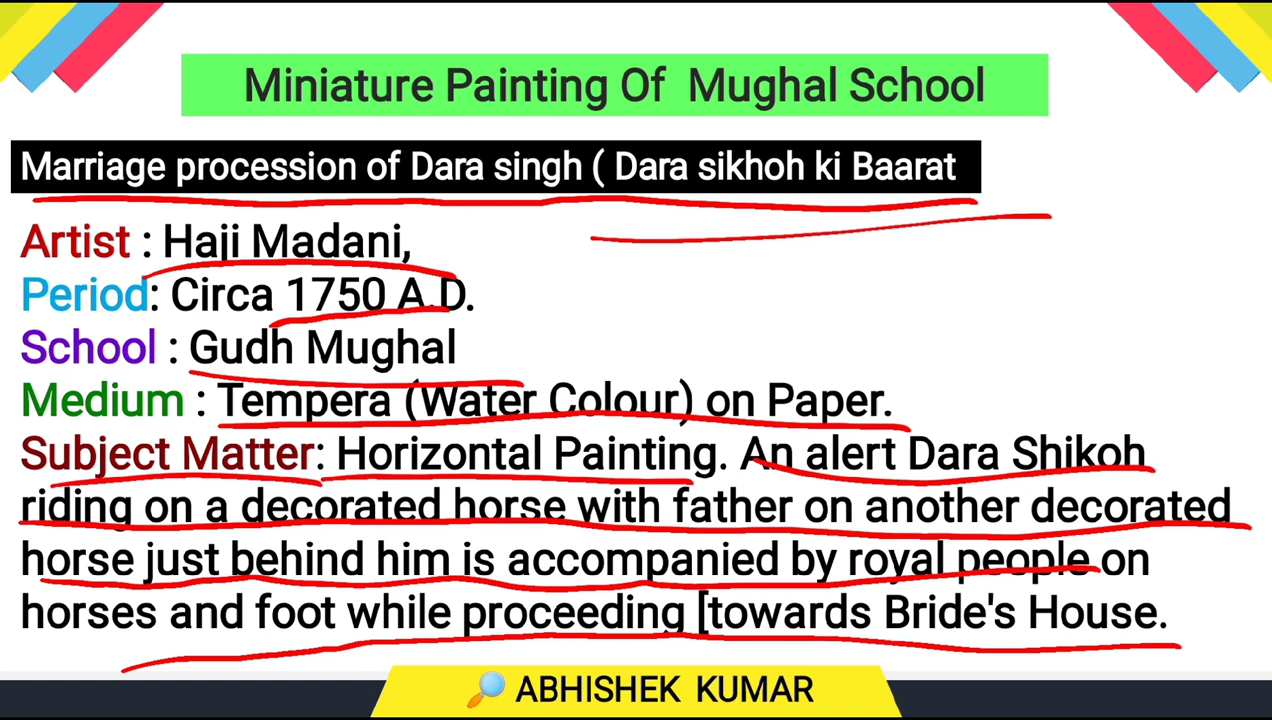 Miniature Painting Of Mughal School
Marriage procession of Dara singh ( Dara sikhoh ki Baarat
Artist : Haji Madani,
Period: Circa 1750 A.D.
School : Gudh Mughal
Medium : Tempera (Water Colour) on Paper.
Subject Matter: Horizontal Painting. An alert Dara Shikoh
riding on a decorated horse with father on another decorated
horse just behind him is accompanied by royal people on
horses and foot while proceeding [towards Bride's House.
ABHISHEK KUMAR